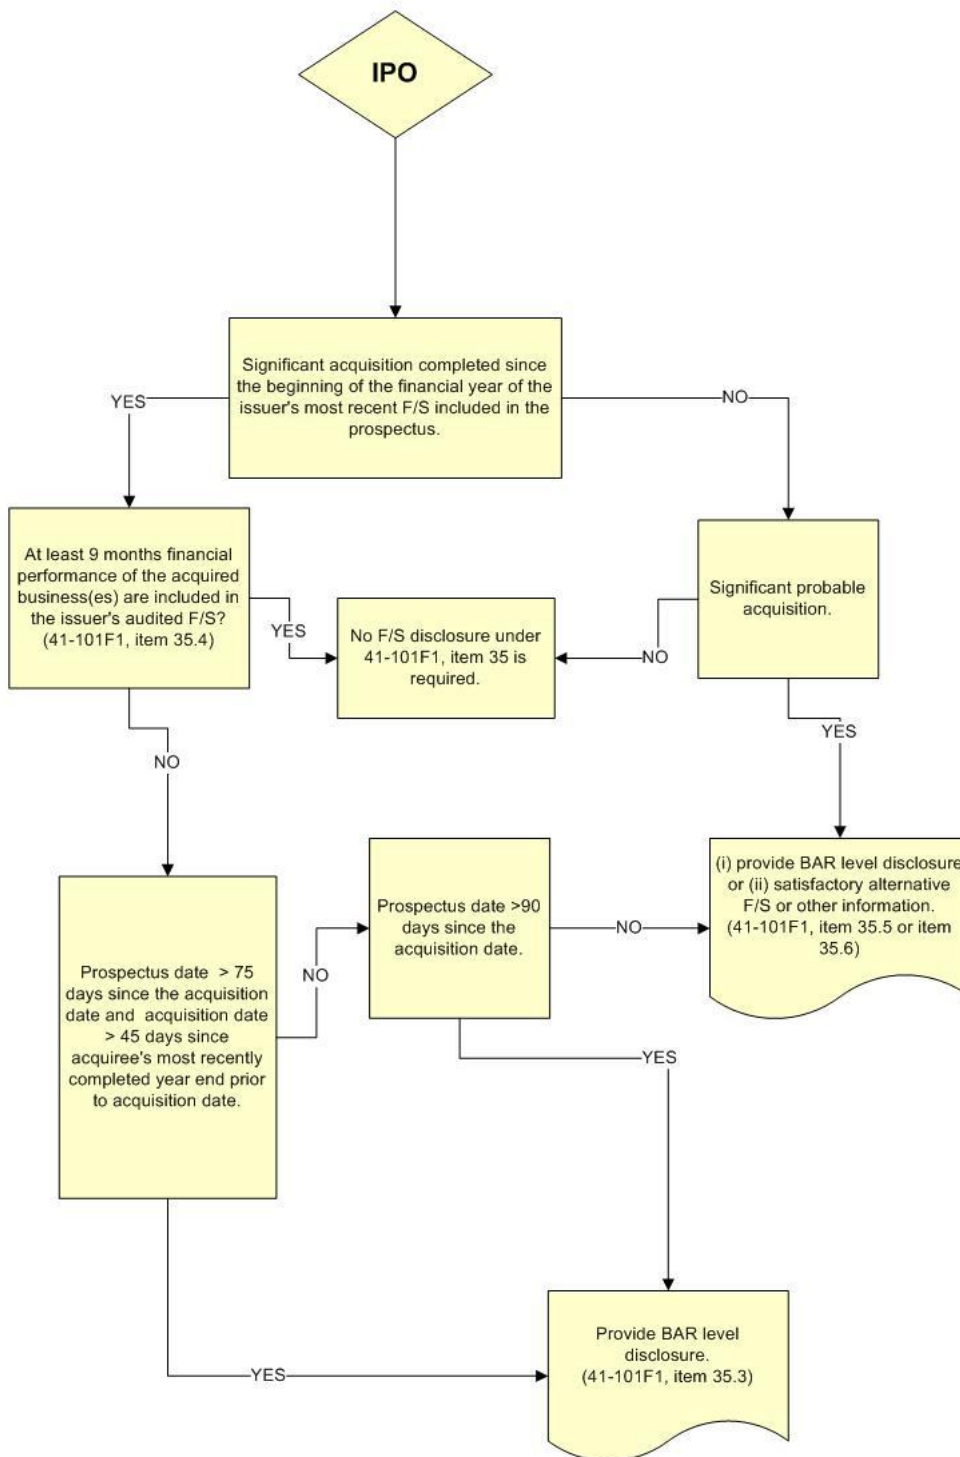 IPO
Significant acquisition completed since
the beginning of the financial year of the
issuer's most recent F/S included in the
prospectus.
YES
NO
At least 9 months financial
performance of the acquired
business(es) are included in
the issuer's audited F/S?
(41-101F1, item 35.4)
YES
No F/S disclosure under
41-101F1, item 35 is
required.
NO
Significant probable
acquisition.
NO
YES
Prospectus date > 75
days since the acquisition
date and acquisition date
> 45 days since
acquiree's most recently
completed year end prior
to acquisition date.
NO
Prospectus date >90
days since the
acquisition date.
NO
(i) provide BAR level disclosure
or (ii) satisfactory alternative
F/S or other information.
(41-101F1, item 35.5 or item
35.6)
YES
YES
Provide BAR level
disclosure.
(41-101F1, item 35.3)